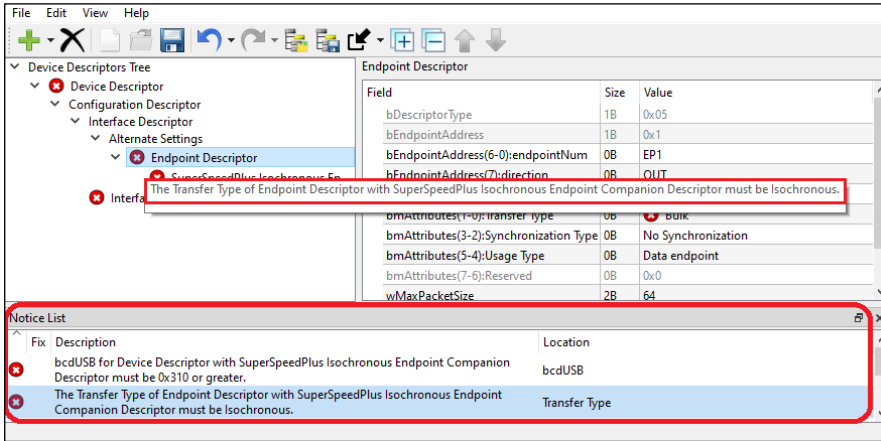 File Edit View Help
Device Descriptors Tree
Device Descriptor
Configuration Descriptor
Interface Descriptor
Alternate Settings
Endpoint Descriptor
SuperSpeedPlus Isochronous En
Interfa
The Transfer Type of Endpoint Descriptor with SuperSpeedPlus Isochronous Endpoint Companion Descriptor must be Isochronous.
Endpoint Descriptor
Field Size Value
bDescriptorType 1B 0x05
bEndpointAddress 1B 0x1
bEndpointAddress(6-0):endpointNum 0B EP1
bEndpointAddress(7):direction 0B OUT
bmAttributes(1-0):Transfer Type 0B Bulk
bmAttributes(3-2):Synchronization Type 0B No Synchronization
bmAttributes(5-4):Usage Type 0B Data endpoint
bmAttributes(7-6):Reserved 0B 0x0
wMaxPacketSize 2B 64
Notice List
Fix Description Location
bcdUSB for Device Descriptor with SuperSpeedPlus Isochronous Endpoint Companion
Descriptor must be 0x310 or greater.
bcdUSB
The Transfer Type of Endpoint Descriptor with SuperSpeedPlus Isochronous Endpoint
Companion Descriptor must be Isochronous.
Transfer Type